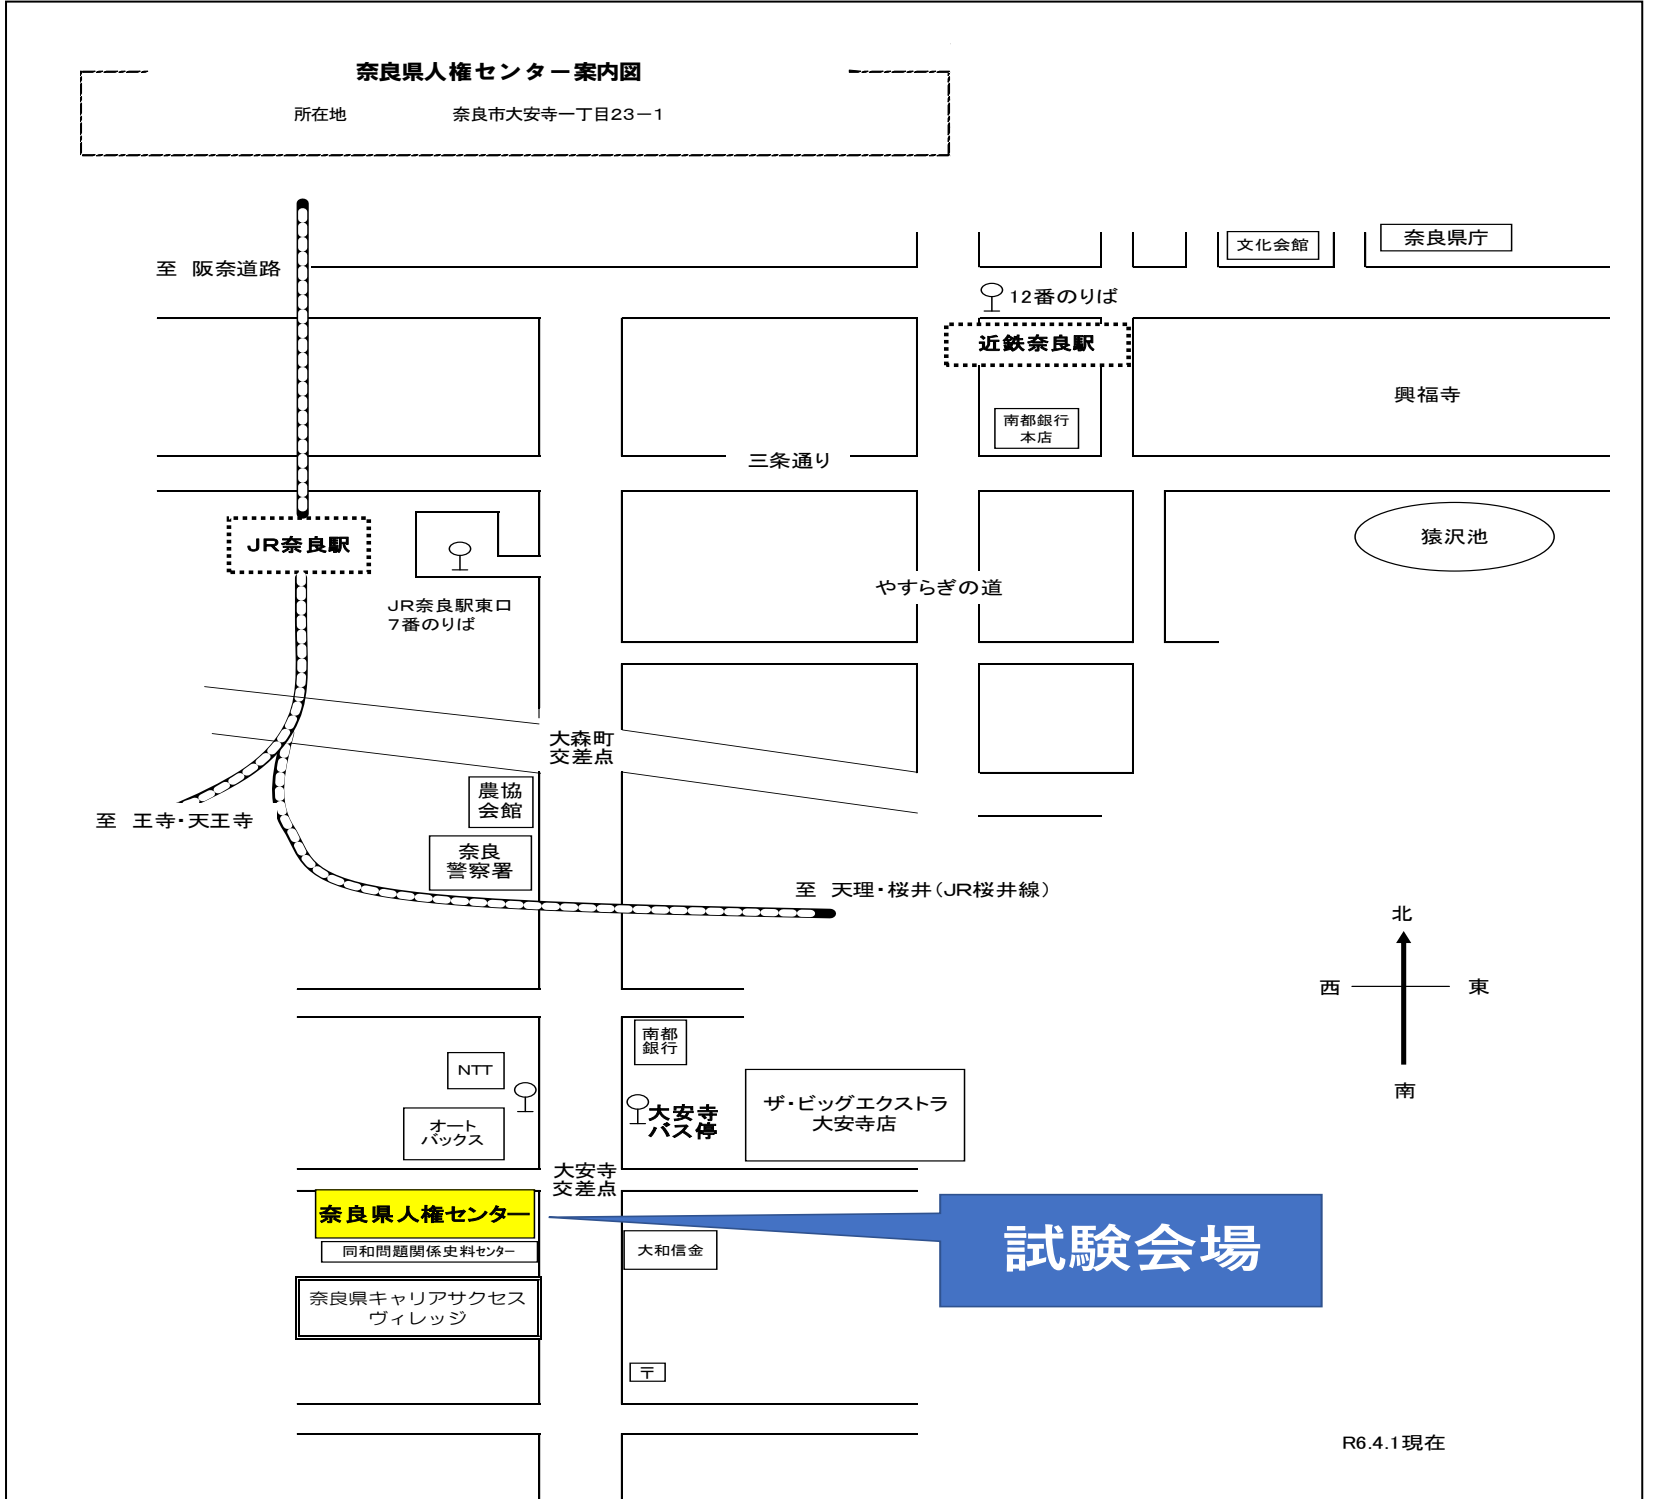 奈良県人権センター案内図
所在地 奈良市大安寺一丁目23－1
至 阪奈道路
文化会館
奈良県庁
12番のりば
近鉄奈良駅
興福寺
南都銀行
本店
三条通り
JR奈良駅
猿沢池
やすらぎの道
JR奈良駅東口
7番のりば
大森町
交差点
農協
会館
至 王寺・天王寺
奈良
警察署
至 天理・桜井（JR桜井線）
北
西
東
南
南都
銀行
NTT
大安寺
バス停
ザ・ビッグエクストラ
大安寺店
オート
バックス
大安寺
交差点
奈良県人権センター
試験会場
同和問題関係史料センター
大和信金
奈良県キャリアサクセス
ヴィレッジ
〒
R6.4.1現在